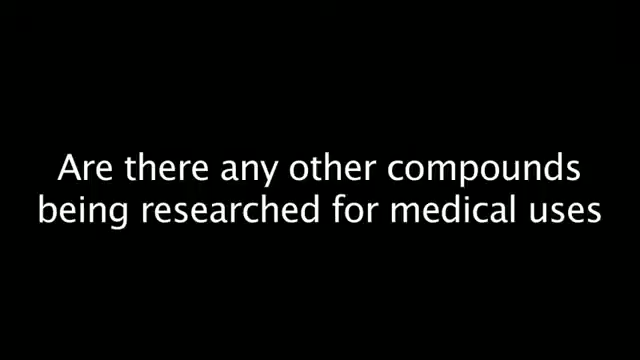 Are there any other compounds
being researched for medical uses